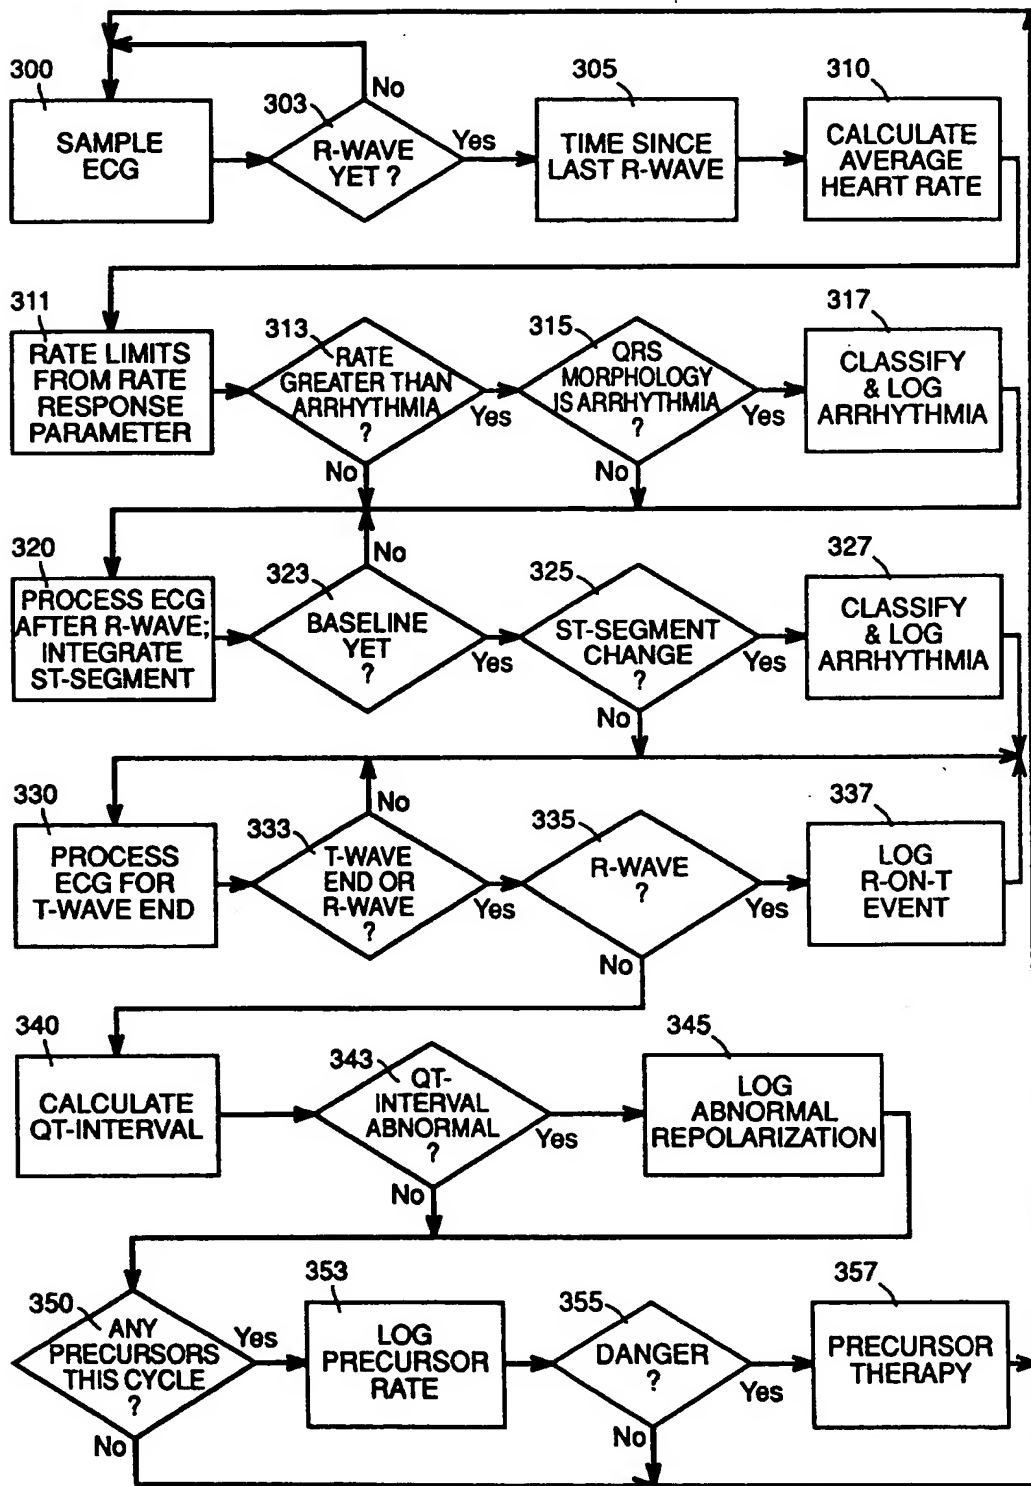 300
SAMPLE
ECG
303
R-WAVE
YET ?
No
Yes
305
TIME SINCE
LAST R-WAVE
310
CALCULATE
AVERAGE
HEART RATE
311
RATE LIMITS
FROM RATE
RESPONSE
PARAMETER
313
RATE
GREATER THAN
ARRHYTHMIA
?
Yes
No
315
QRS
MORPHOLOGY
IS ARRHYTHMIA
?
Yes
No
317
CLASSIFY
& LOG
ARRHYTHMIA
320
PROCESS ECG
AFTER R-WAVE;
INTEGRATE
ST-SEGMENT
323
BASELINE
YET
?
No
Yes
325
ST-SEGMENT
CHANGE
?
Yes
No
327
CLASSIFY
& LOG
ARRHYTHMIA
330
PROCESS
ECG FOR
T-WAVE END
333
T-WAVE
END OR
R-WAVE
?
No
Yes
335
R-WAVE
?
Yes
No
337
LOG
R-ON-T
EVENT
340
CALCULATE
QT-INTERVAL
343
QT-
INTERVAL
ABNORMAL
?
Yes
No
345
LOG
ABNORMAL
REPOLARIZATION
350
ANY
PRECURSORS
THIS CYCLE
?
Yes
No
353
LOG
PRECURSOR
RATE
355
DANGER
?
Yes
No
357
PRECURSOR
THERAPY